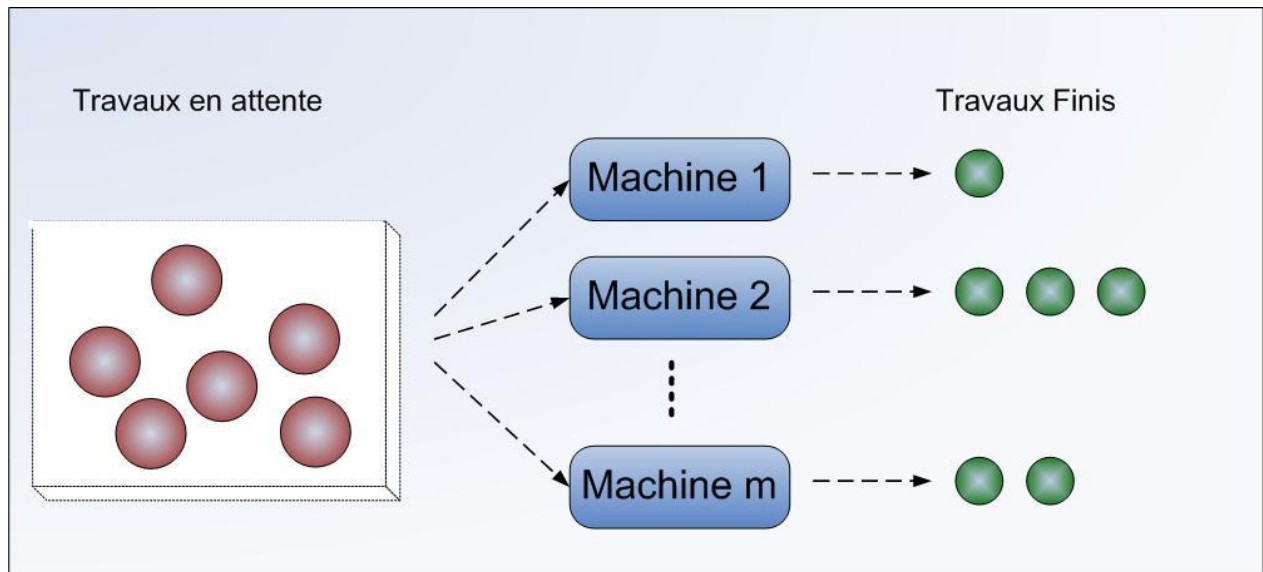 Travaux en attente
Travaux Finis
Machine 1
Machine 2
Machine m